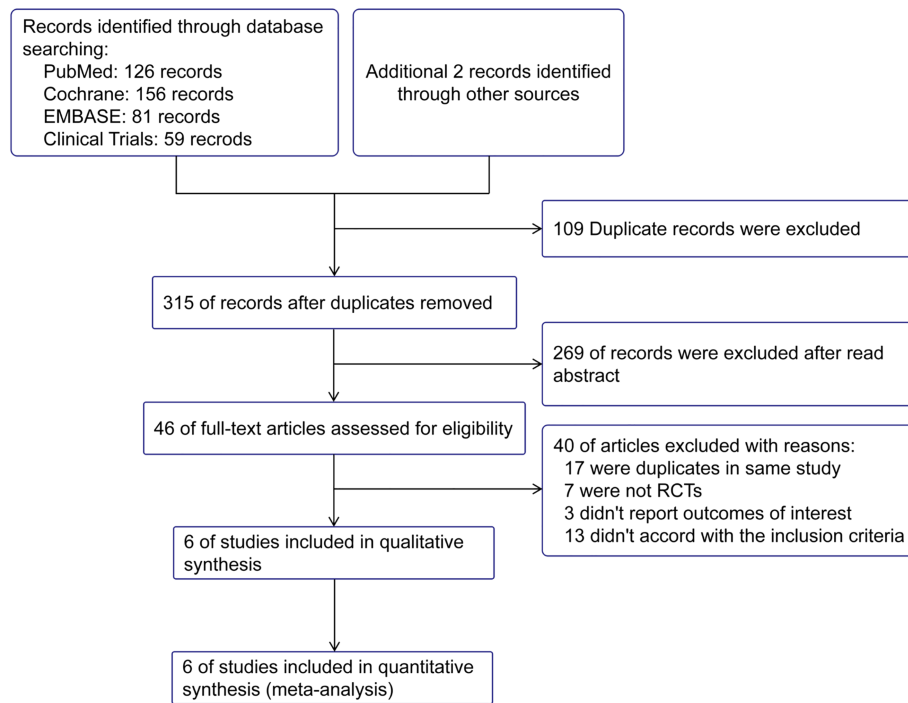 Records identified through database
searching:
PubMed: 126 records
Cochrane: 156 records
EMBASE: 81 records
Clinical Trials: 59 recrods
Additional 2 records identified
through other sources
109 Duplicate records were excluded
315 of records after duplicates removed
269 of records were excluded after read
abstract
46 of full-text articles assessed for eligibility
40 of articles excluded with reasons:
17 were duplicates in same study
7 were not RCTs
3 didn't report outcomes of interest
13 didn't accord with the inclusion criteria
6 of studies included in qualitative
synthesis
6 of studies included in quantitative
synthesis (meta-analysis)